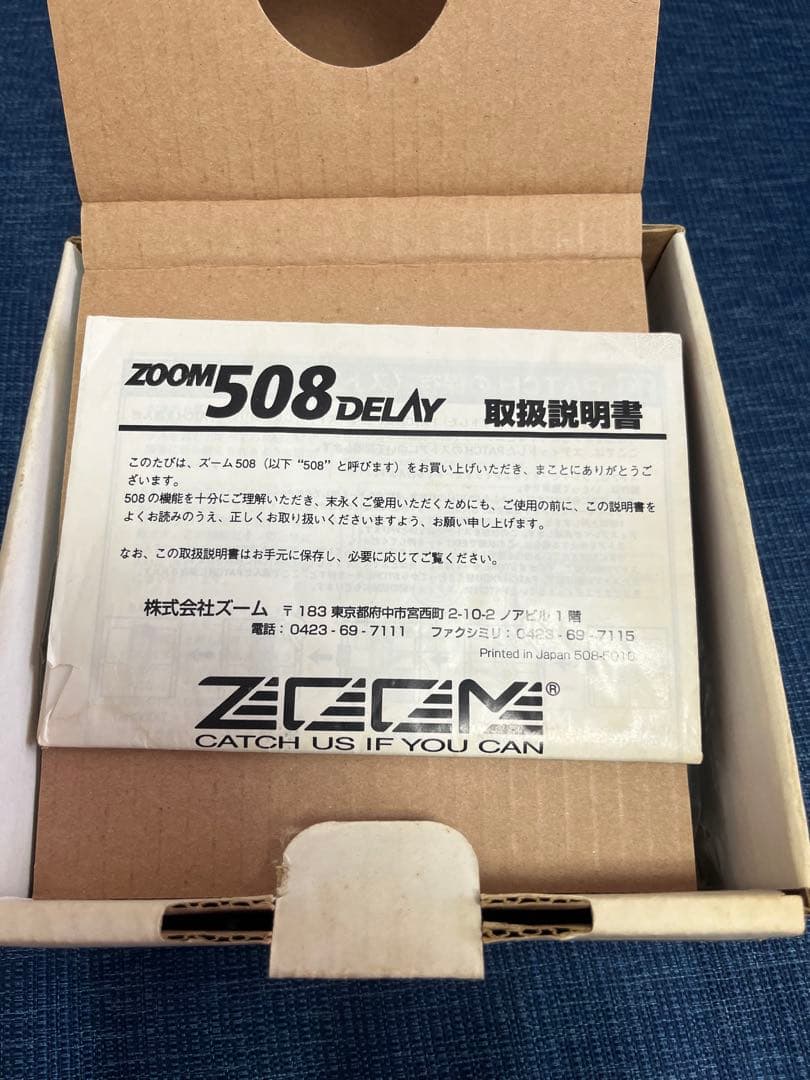 ZOOM 508 DELAY 取扱説明書
このたびは、ズーム508（以下“508”と呼びます）をお買い上げいただき、まことにありがとうご
ざいます。
508の機能を十分にご理解いただき、末永くご愛用いただくためにも、ご使用の前に、この説明書を
よくお読みのうえ、正しくお取り扱いくださいますよう、お願い申し上げます。
なお、この取扱説明書はお手元に保存し、必要に応じてご覧ください。
株式会社ズーム 〒183 東京都府中市宮西町 2-10-2 ノアビル 1 階
電話：0423 - 69 - 7111 ファクシミリ：0423 - 69 - 7115
Printed in Japan 508-5010
ZOOM®
CATCH US IF YOU CAN